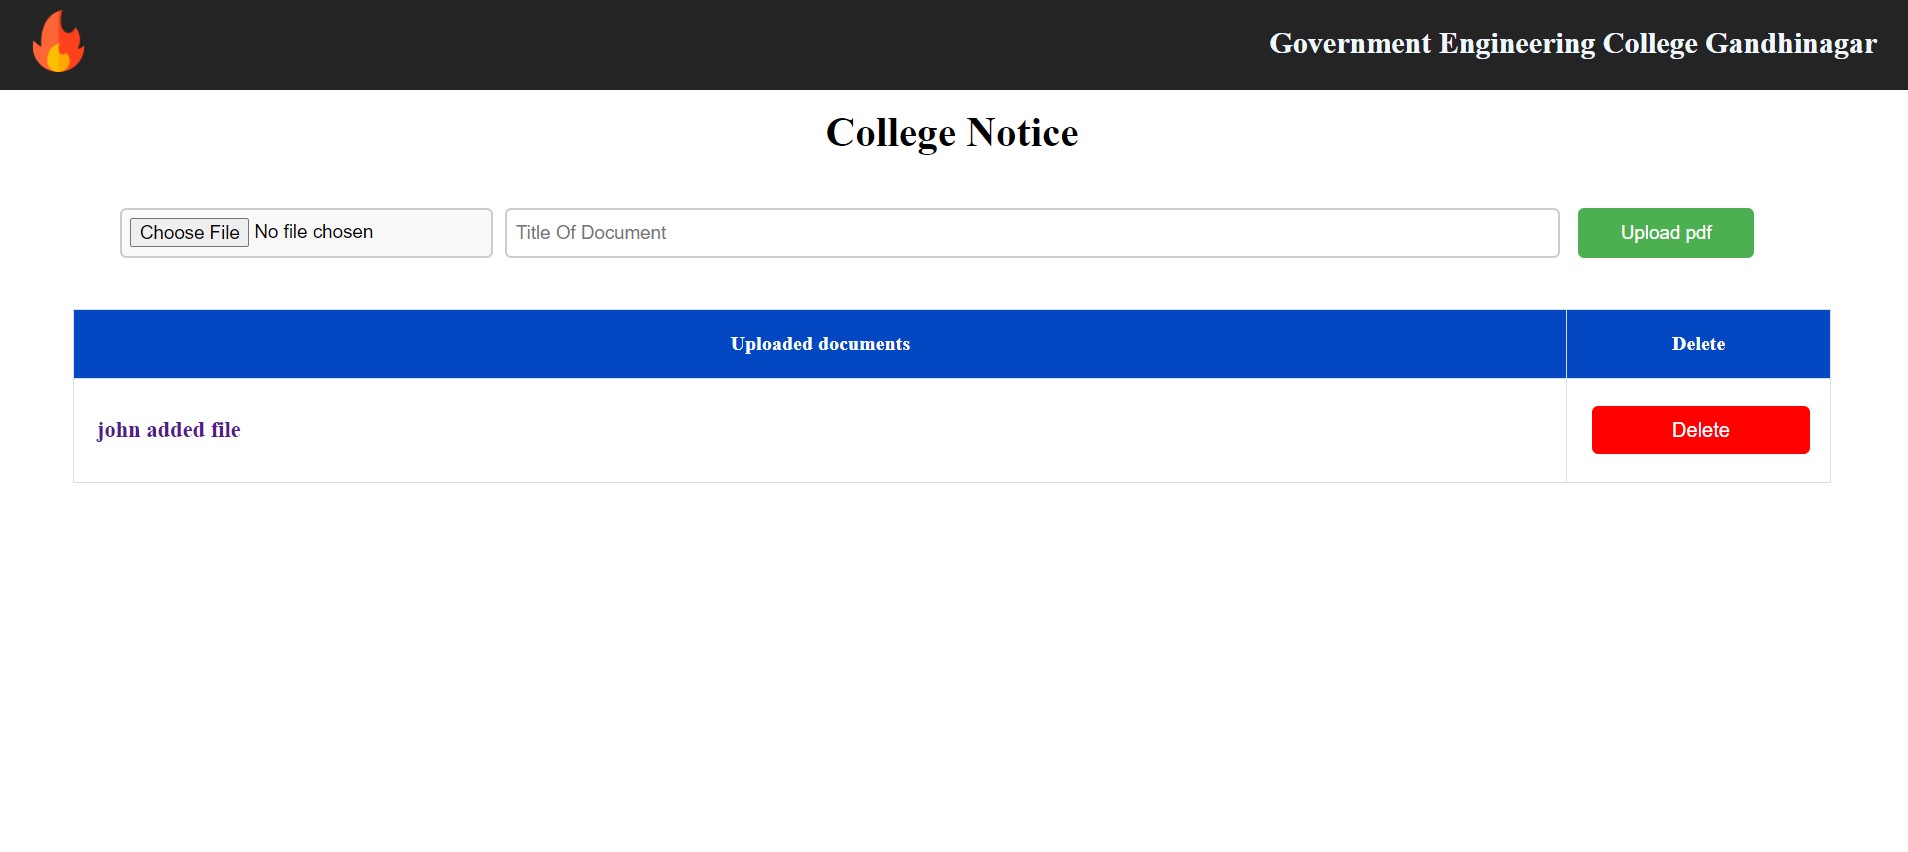 Government Engineering College Gandhinagar
College Notice
Choose File No file chosen
Title Of Document
Upload pdf
Uploaded documents
Delete
john added file
Delete